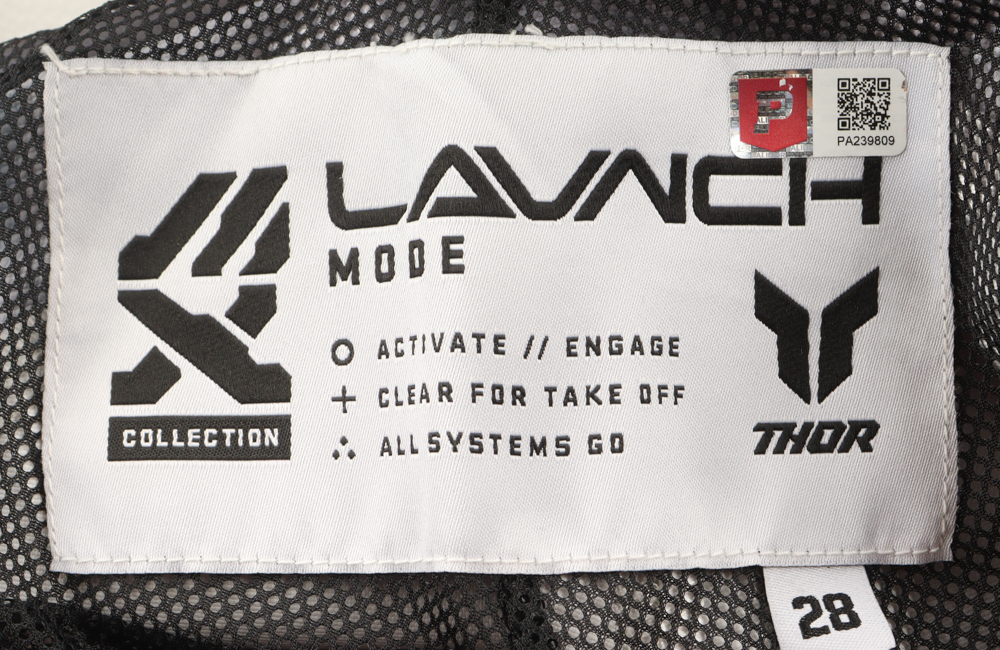 PA239809
LAUNCH
MODE
ACTIVATE // ENGAGE
CLEAR FOR TAKE OFF
ALL SYSTEMS GO
COLLECTION
THOR
28